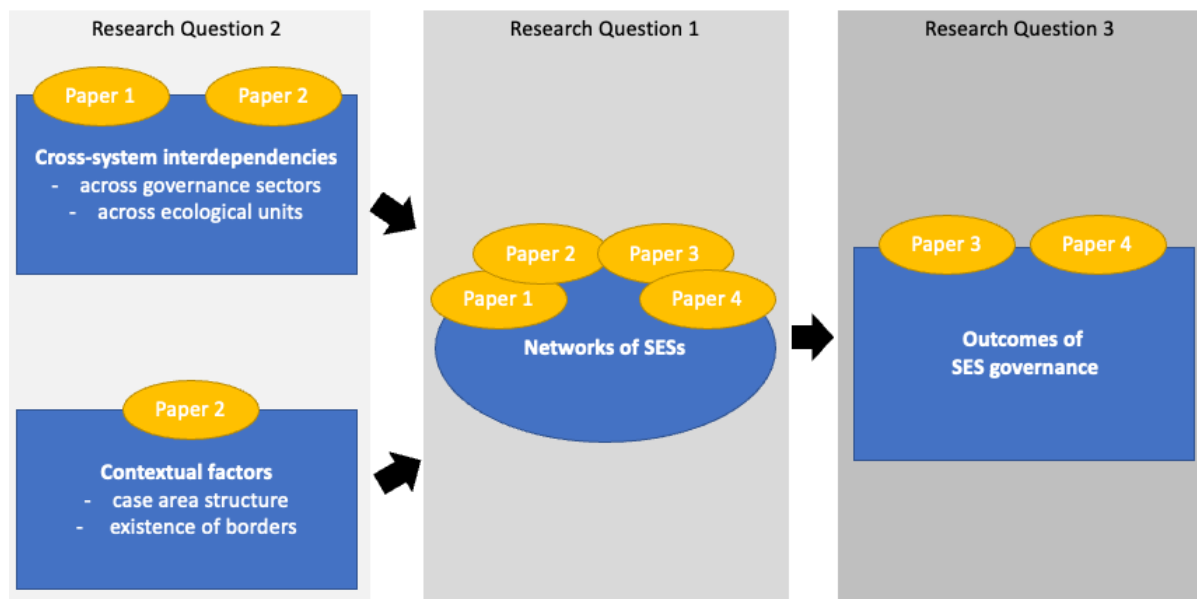 Research Question 2
Paper 1
Paper 2
Cross-system interdependencies
- across governance sectors
- across ecological units
Paper 2
Contextual factors
- case area structure
- existence of borders
Research Question 1
Paper 2
Paper 3
Paper 1
Paper 4
Networks of SESs
Research Question 3
Paper 3
Paper 4
Outcomes of
SES governance